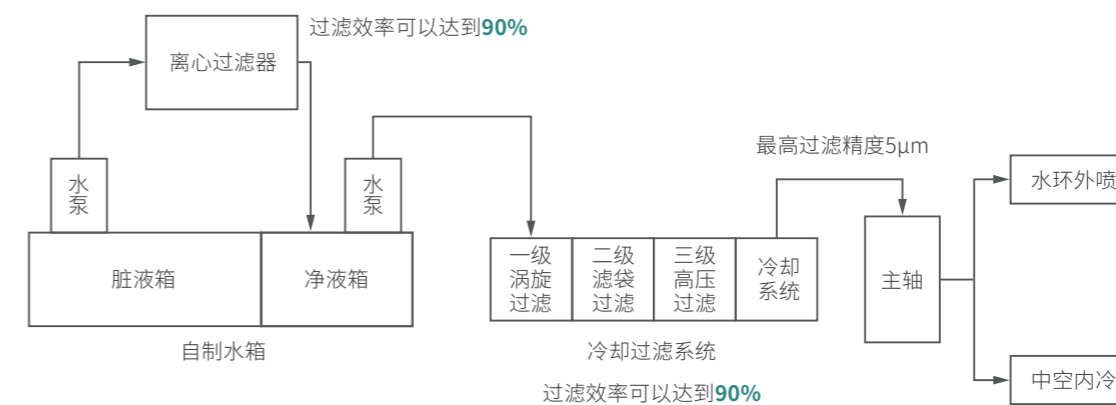 过滤效率可以达到90%
离心过滤器
水
泵
水
泵
脏液箱
净液箱
自制水箱
一级
涡旋
过滤
二级
滤袋
过滤
三级
高压
过滤
冷却
系统
冷却过滤系统
过滤效率可以达到90%
最高过滤精度5μm
主轴
水环外喷
中空内冷